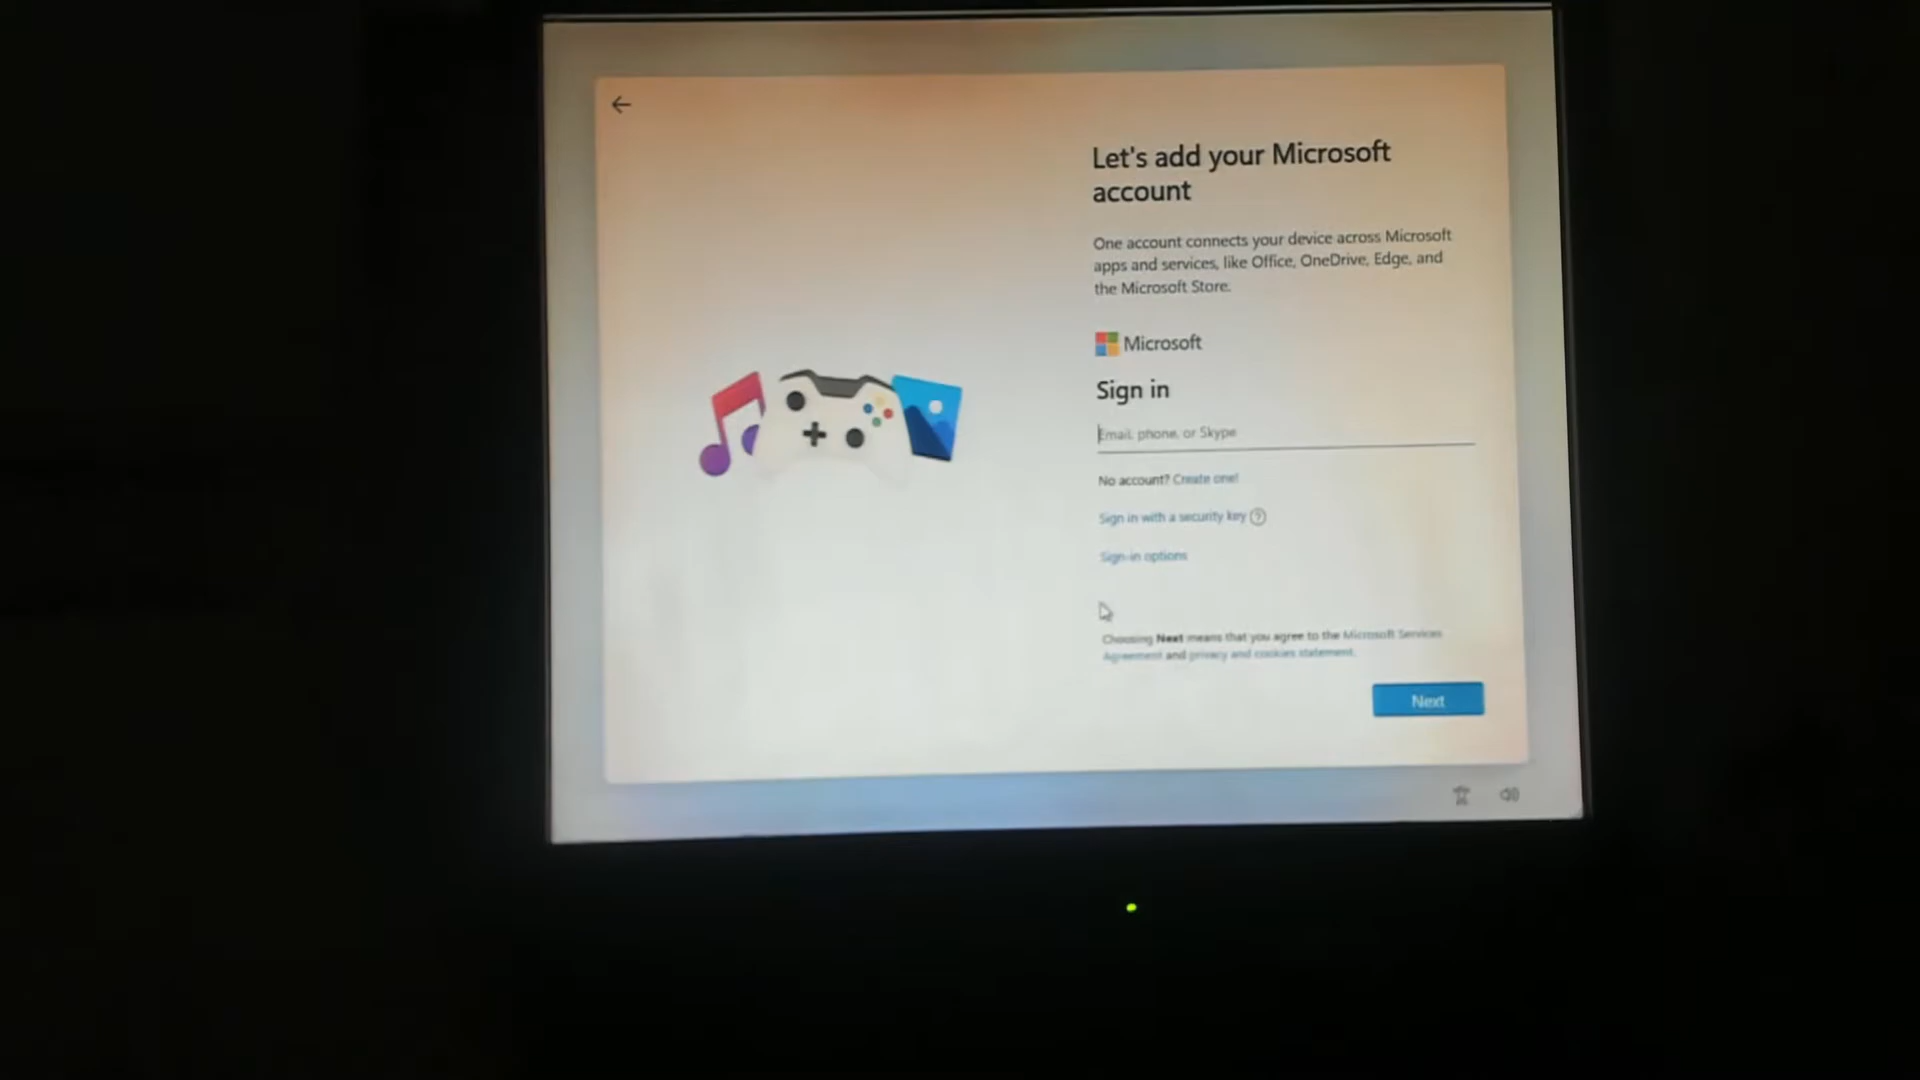 Let's add your Microsoft
account
One account connects your device across Microsoft
apps and services, like Office, OneDrive, Edge, and
the Microsoft Store.
Microsoft
Sign in
Email, phone, or Skype
No account? Create one!
Sign in with a security key ?
Sign-in options
Choosing Next means that you agree to the Microsoft Services
Agreement and privacy and cookies statement.
Next